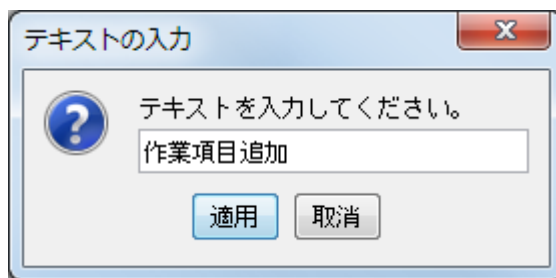 テキストの入力
テキストを入力してください。
作業項目追加
適用 取消